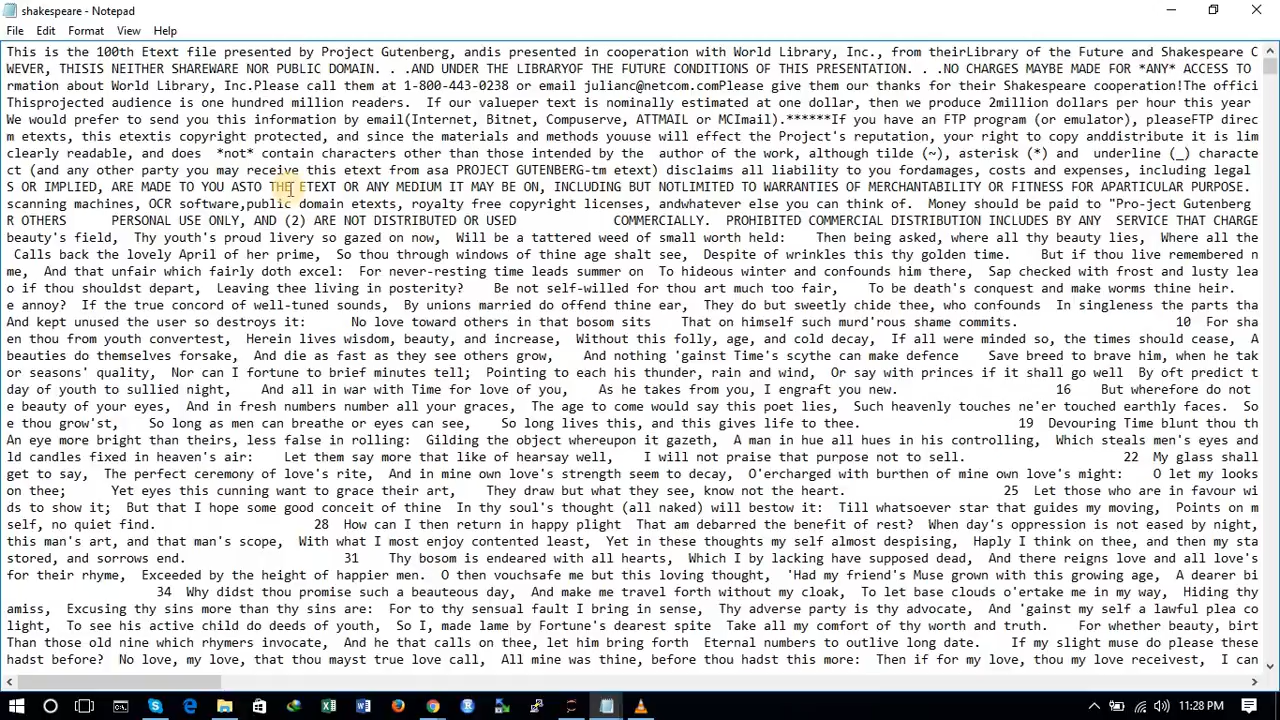 shakespeare - Notepad
File Edit Format View Help
This is the 100th Etext file presented by Project Gutenberg, andis presented in cooperation with World Library, Inc., from theirLibrary of the Future and Shakespeare C
WEVER, THISIS NEITHER SHAREWARE NOR PUBLIC DOMAIN. . .AND UNDER THE LIBRARYOF THE FUTURE CONDITIONS OF THIS PRESENTATION. . .NO CHARGES MAYBE MADE FOR *ANY* ACCESS TO
rmation about World Library, Inc.Please call them at 1-800-443-0238 or email julianc@netcom.comPlease give them our thanks for their Shakespeare cooperation!The offici
Thisprojected audience is one hundred million readers.  If our valueper text is nominally estimated at one dollar, then we produce 2million dollars per hour this year
We would prefer to send you this information by email(Internet, Bitnet, Compuserve, ATTMAIL or MCImail).******If you have an FTP program (or emulator), pleaseFTP direc
m etexts, this etextis copyright protected, and since the materials and methods youuse will effect the Project's reputation, your right to copy anddistribute it is lim
clearly readable, and does  *not* contain characters other than those intended by the  author of the work, although tilde (~), asterisk (*) and  underline (_) characte
ct (and any other party you may receive this etext from asa PROJECT GUTENBERG-tm etext) disclaims all liability to you fordamages, costs and expenses, including legal
S OR IMPLIED, ARE MADE TO YOU ASTO THE ETEXT OR ANY MEDIUM IT MAY BE ON, INCLUDING BUT NOTLIMITED TO WARRANTIES OF MERCHANTABILITY OR FITNESS FOR APARTICULAR PURPOSE.
scanning machines, OCR software,public domain etexts, royalty free copyright licenses, andwhatever else you can think of.  Money should be paid to "Pro-ject Gutenberg
R OTHERS      PERSONAL USE ONLY, AND (2) ARE NOT DISTRIBUTED OR USED             COMMERCIALLY.  PROHIBITED COMMERCIAL DISTRIBUTION INCLUDES BY ANY  SERVICE THAT CHARGE
beauty's field,  Thy youth's proud livery so gazed on now,  Will be a tattered weed of small worth held:    Then being asked, where all thy beauty lies,  Where all the
Calls back the lovely April of her prime,  So thou through windows of thine age shalt see,  Despite of wrinkles this thy golden time.    But if thou live remembered n
me,  And that unfair which fairly doth excel:  For never-resting time leads summer on  To hideous winter and confounds him there,  Sap checked with frost and lusty lea
o if thou shouldst depart,  Leaving thee living in posterity?    Be not self-willed for thou art much too fair,    To be death's conquest and make worms thine heir.
e annoy?  If the true concord of well-tuned sounds,  By unions married do offend thine ear,  They do but sweetly chide thee, who confounds  In singleness the parts tha
And kept unused the user so destroys it:      No love toward others in that bosom sits    That on himself such murd'rous shame commits.                     10  For sha
en thou from youth convertest,  Herein lives wisdom, beauty, and increase,  Without this folly, age, and cold decay,  If all were minded so, the times should cease,  A
beauties do themselves forsake,  And die as fast as they see others grow,    And nothing 'gainst Time's scythe can make defence    Save breed to brave him, when he tak
or seasons' quality,  Nor can I fortune to brief minutes tell;  Pointing to each his thunder, rain and wind,  Or say with princes if it shall go well  By oft predict t
day of youth to sullied night,    And all in war with Time for love of you,    As he takes from you, I engraft you new.                     16    But wherefore do not
e beauty of your eyes,  And in fresh numbers number all your graces,  The age to come would say this poet lies,  Such heavenly touches ne'er touched earthly faces.  So
e thou grow'st,    So long as men can breathe or eyes can see,    So long lives this, and this gives life to thee.                     19  Devouring Time blunt thou th
An eye more bright than theirs, less false in rolling:  Gilding the object whereupon it gazeth,  A man in hue all hues in his controlling,  Which steals men's eyes and
ld candles fixed in heaven's air:    Let them say more that like of hearsay well,    I will not praise that purpose not to sell.                     22  My glass shall
get to say,  The perfect ceremony of love's rite,  And in mine own love's strength seem to decay,  O'ercharged with burthen of mine own love's might:    O let my looks
on thee;      Yet eyes this cunning want to grace their art,    They draw but what they see, know not the heart.                     25  Let those who are in favour wi
ds to show it;  But that I hope some good conceit of thine  In thy soul's thought (all naked) will bestow it:  Till whatsoever star that guides my moving,  Points on m
self, no quiet find.                     28  How can I then return in happy plight  That am debarred the benefit of rest?  When day's oppression is not eased by night,
this man's art, and that man's scope,  With what I most enjoy contented least,  Yet in these thoughts my self almost despising,  Haply I think on thee, and then my sta
stored, and sorrows end.                     31    Thy bosom is endeared with all hearts,  Which I by lacking have supposed dead,  And there reigns love and all love's
for their rhyme,  Exceeded by the height of happier men.  O then vouchsafe me but this loving thought,  'Had my friend's Muse grown with this growing age,  A dearer bi
34  Why didst thou promise such a beauteous day,  And make me travel forth without my cloak,  To let base clouds o'ertake me in my way,  Hiding thy
amiss,  Excusing thy sins more than thy sins are:  For to thy sensual fault I bring in sense,  Thy adverse party is thy advocate,  And 'gainst my self a lawful plea co
light,  To see his active child do deeds of youth,  So I, made lame by Fortune's dearest spite  Take all my comfort of thy worth and truth.    For whether beauty, birt
Than those old nine which rhymers invocate,   And he that calls on thee, let him bring forth  Eternal numbers to outlive long date.    If my slight muse do please these
hadst before?  No love, my love, that thou mayst true love call,  All mine was thine, before thou hadst this more:  Then if for my love, thou my love receivest,  I can
11:28 PM